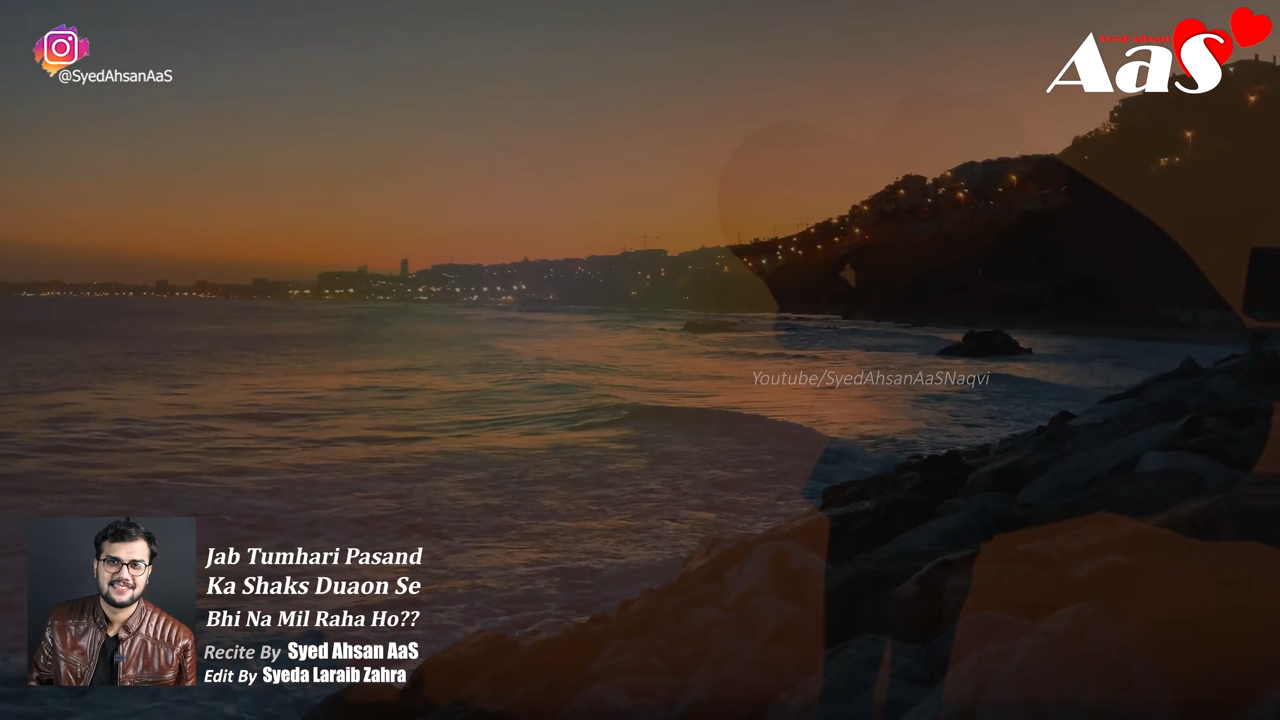 @SyedAhsanAaS
AaS
Youtube/SyedAhsanAaSNaqvi
Jab Tumhari Pasand
Ka Shaks Duaon Se
Bhi Na Mil Raha Ho??
Recite By Syed Ahsan AaS
Edit By Syeda Laraib Zahra